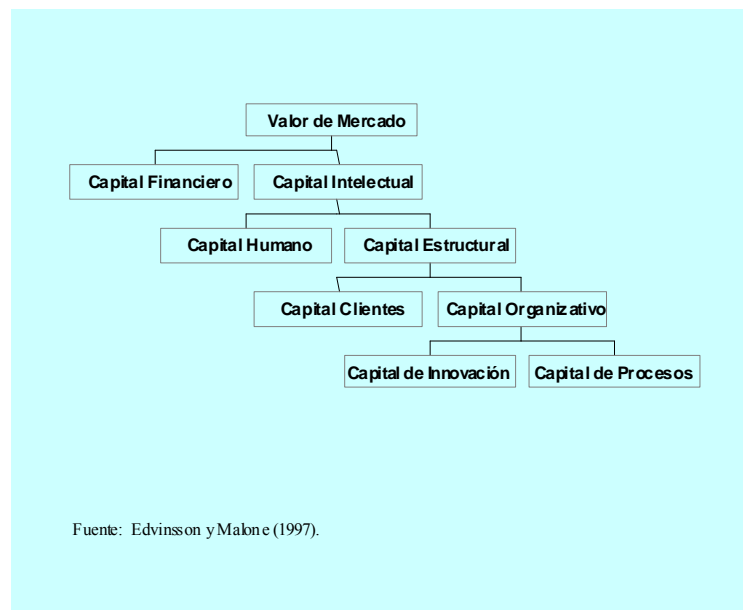 Valor de Mercado
Capital Financiero
Capital Intelectual
Capital Humano
Capital Estructural
Capital Clientes
Capital Organizativo
Capital de Innovación
Capital de Procesos
Fuente: Edvinsson y Malone (1997).